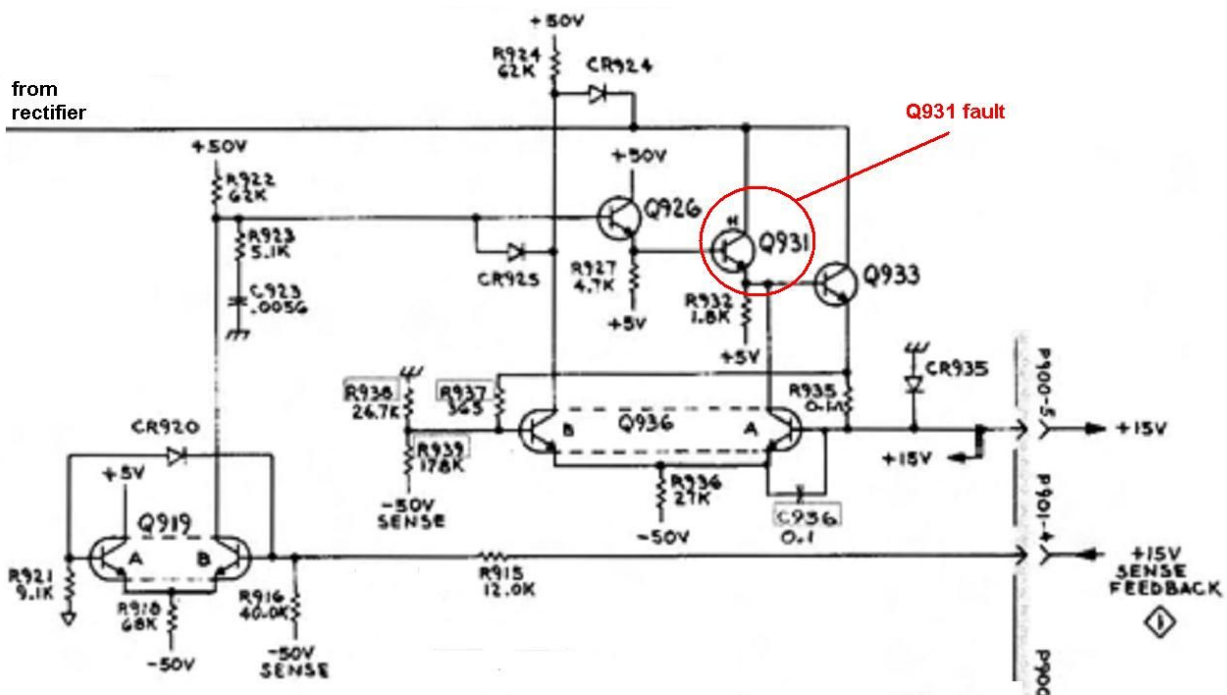 +50V
R924
62K
CR924
from
rectifier
Q931 fault
+50V
R922
62K
+50V
Q926
Q931
R923
5.1K
CR925
R927
4.7K
Q933
C923
.0056
R932
1.8K
+5V
+5V
CR935
P900-5
R938
26.7K
R937
365
R935
0.1Ω
CR920
B
Q936
A
+15V
+15V
R939
178K
+5V
-50V
SENSE
R936
27K
C936
0.1
P901-4
Q919
-50V
A
B
R921
9.1K
R915
12.0K
+15V
SENSE
FEEDBACK
R918
68K
R916
40.0K
1
-50V
-50V
SENSE
P900